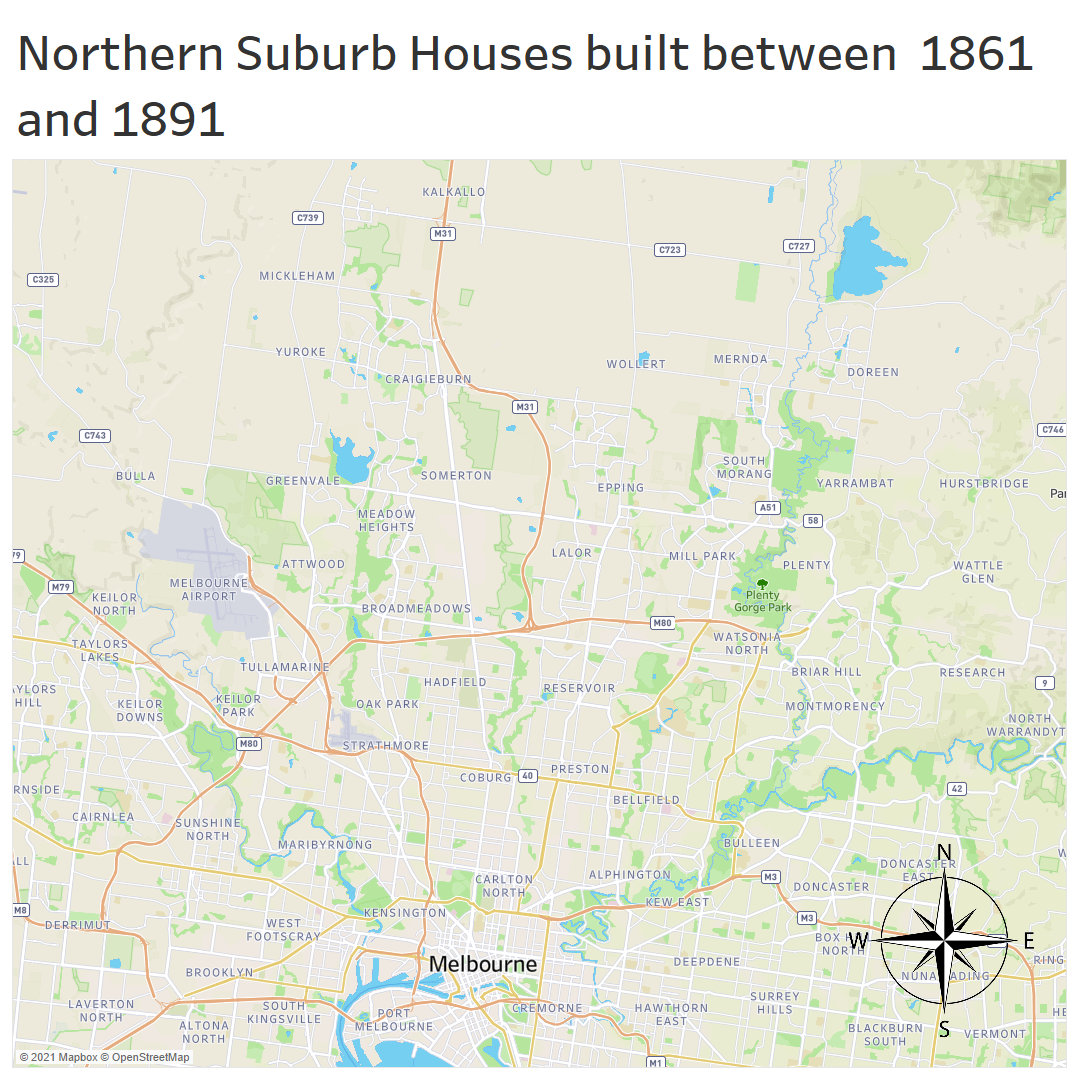 Northern Suburb Houses built between 1861
and 1891
KALKALLO
C739
M31
C723
C727
C325
MICKLEHAM
YUROKE
WOLLERT
MERNDA
DOREEN
CRAIGIEBURN
M31
C743
C746
BULLA
GREENVALE
SOMERTON
EPPING
SOUTH
MORANG
YARRAMBAT
HURSTBRIDGE
Par
A51
58
MEADOW
HEIGHTS
LALOR
MILL PARK
PLENTY
79
M79
ATTWOOD
WATTLE
GLEN
MELBOURNE
AIRPORT
KEILOR
NORTH
BROADMEADOWS
Plenty
Gorge Park
M80
TAYLORS
LAKES
WATSONIA
NORTH
TULLAMARINE
HADFIELD
RESERVOIR
BRIAR HILL
RESEARCH
9
AYLORS
HILL
KEILOR
DOWNS
KEILOR
PARK
OAK PARK
MONTMORENCY
NORTH
WARRANDYT
M80
STRATHMORE
COBURG
40
PRESTON
RNSIDE
BELLFIELD
42
CAIRNLEA
SUNSHINE
NORTH
MARIBYRNONG
BULLEEN
N
ALL
W
CARLTON
NORTH
ALPHINGTON
M3
DONCASTER
DONCASTER
EAST
M8
KENSINGTON
KEW EAST
M3
DERRIMUT
WEST
FOOTSCRAY
BOX H
NORTH
W
E
Melbourne
DEEPDENE
RING
BROOKLYN
NUNA
ADING
LAVERTON
NORTH
SOUTH
KINGSVILLE
PORT
MELBOURNE
CREMORNE
HAWTHORN
EAST
SURREY
HILLS
HE
ALTONA
NORTH
BLACKBURN
SOUTH
S
VERMONT
© 2021 Mapbox © OpenStreetMap
M1